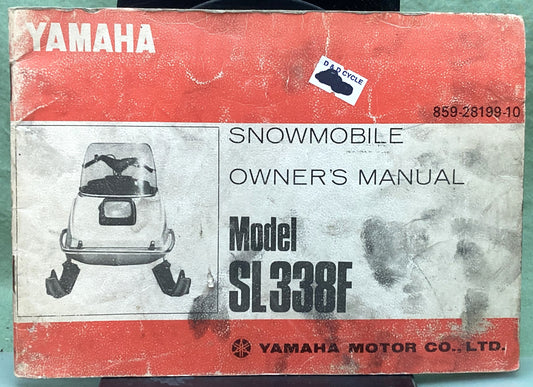 YAMAHA
D & D CYCLE
859-28199-10
SNOWMOBILE
OWNER'S MANUAL
Model
SL338F
YAMAHA MOTOR CO., LTD.